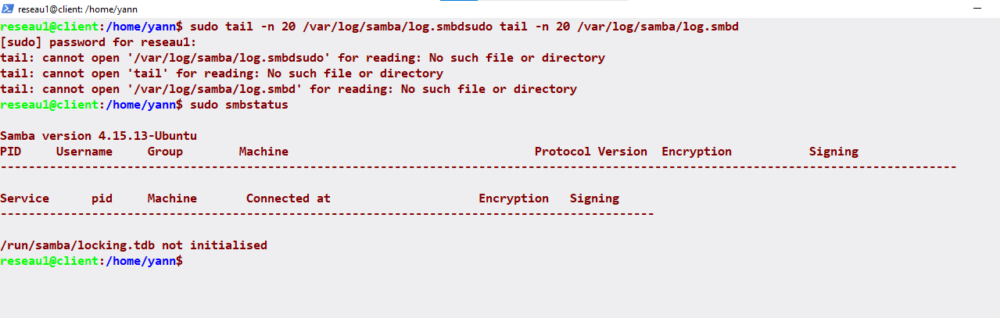 reseau1@client: /home/yann
reseau1@client:/home/yann$ sudo tail -n 20 /var/log/samba/log.smbdsudo tail -n 20 /var/log/samba/log.smbd
[sudo] password for reseau1:
tail: cannot open '/var/log/samba/log.smbdsudo' for reading: No such file or directory
tail: cannot open 'tail' for reading: No such file or directory
tail: cannot open '/var/log/samba/log.smbd' for reading: No such file or directory
reseau1@client:/home/yann$ sudo smbstatus
Samba version 4.15.13-Ubuntu
PID     Username     Group        Machine                                   Protocol Version  Encryption           Signing
----------------------------------------------------------------------------------------------------------------------------------------
Service      pid     Machine       Connected at                     Encryption   Signing
---------------------------------------------------------------------------------------------
/run/samba/locking.tdb not initialised
reseau1@client:/home/yann$